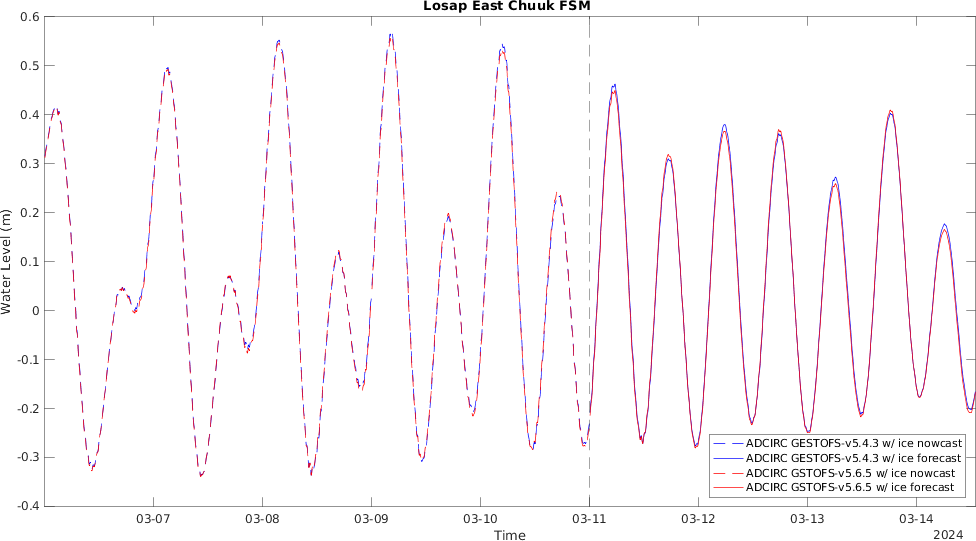 Losap East Chuuk FSM
0.6
0.5
0.4
0.3
0.2
0.1
0
-0.1
-0.2
-0.3
-0.4
Water Level (m)
ADCIRC GESTOFS-v5.4.3 w/ ice nowcast
ADCIRC GESTOFS-v5.4.3 w/ ice forecast
ADCIRC GSTOFS-v5.6.5 w/ ice nowcast
ADCIRC GSTOFS-v5.6.5 w/ ice forecast
03-07 03-08 03-09 03-10 03-11 03-12 03-13 03-14
Time
2024